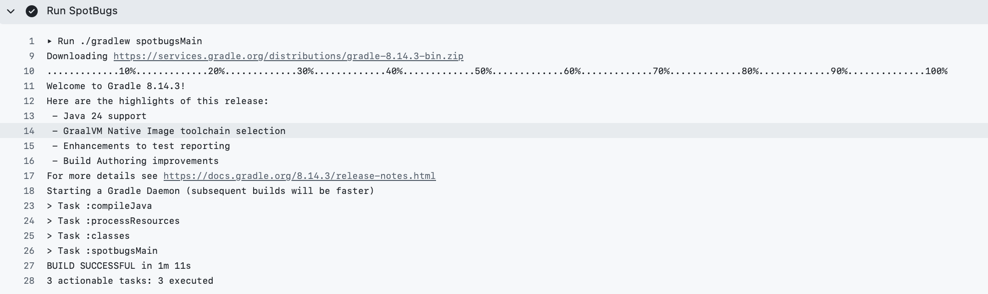 Run SpotBugs
1 ▸ Run ./gradlew spotbugsMain
9 Downloading https://services.gradle.org/distributions/gradle-8.14.3-bin.zip
10 .............10%.............20%.............30%.............40%.............50%.............60%.............70%.............80%.............90%..............100%
11 Welcome to Gradle 8.14.3!
12 Here are the highlights of this release:
13 - Java 24 support
14 - GraalVM Native Image toolchain selection
15 - Enhancements to test reporting
16 - Build Authoring improvements
17 For more details see https://docs.gradle.org/8.14.3/release-notes.html
18 Starting a Gradle Daemon (subsequent builds will be faster)
23 > Task :compileJava
24 > Task :processResources
25 > Task :classes
26 > Task :spotbugsMain
27 BUILD SUCCESSFUL in 1m 11s
28 3 actionable tasks: 3 executed